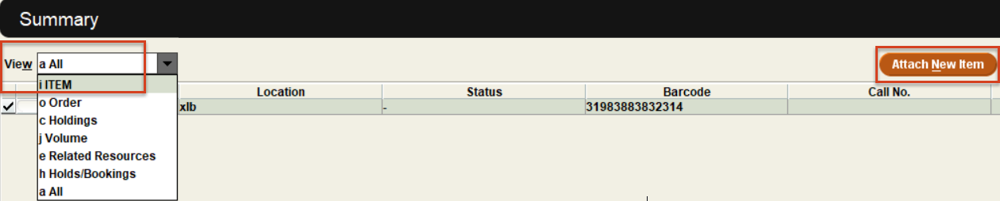 Summary
View a All
Attach New Item
i ITEM
Location Status Barcode Call No.
o Order
xlb - 31983883832314
c Holdings
j Volume
e Related Resources
h Holds/Bookings
a All